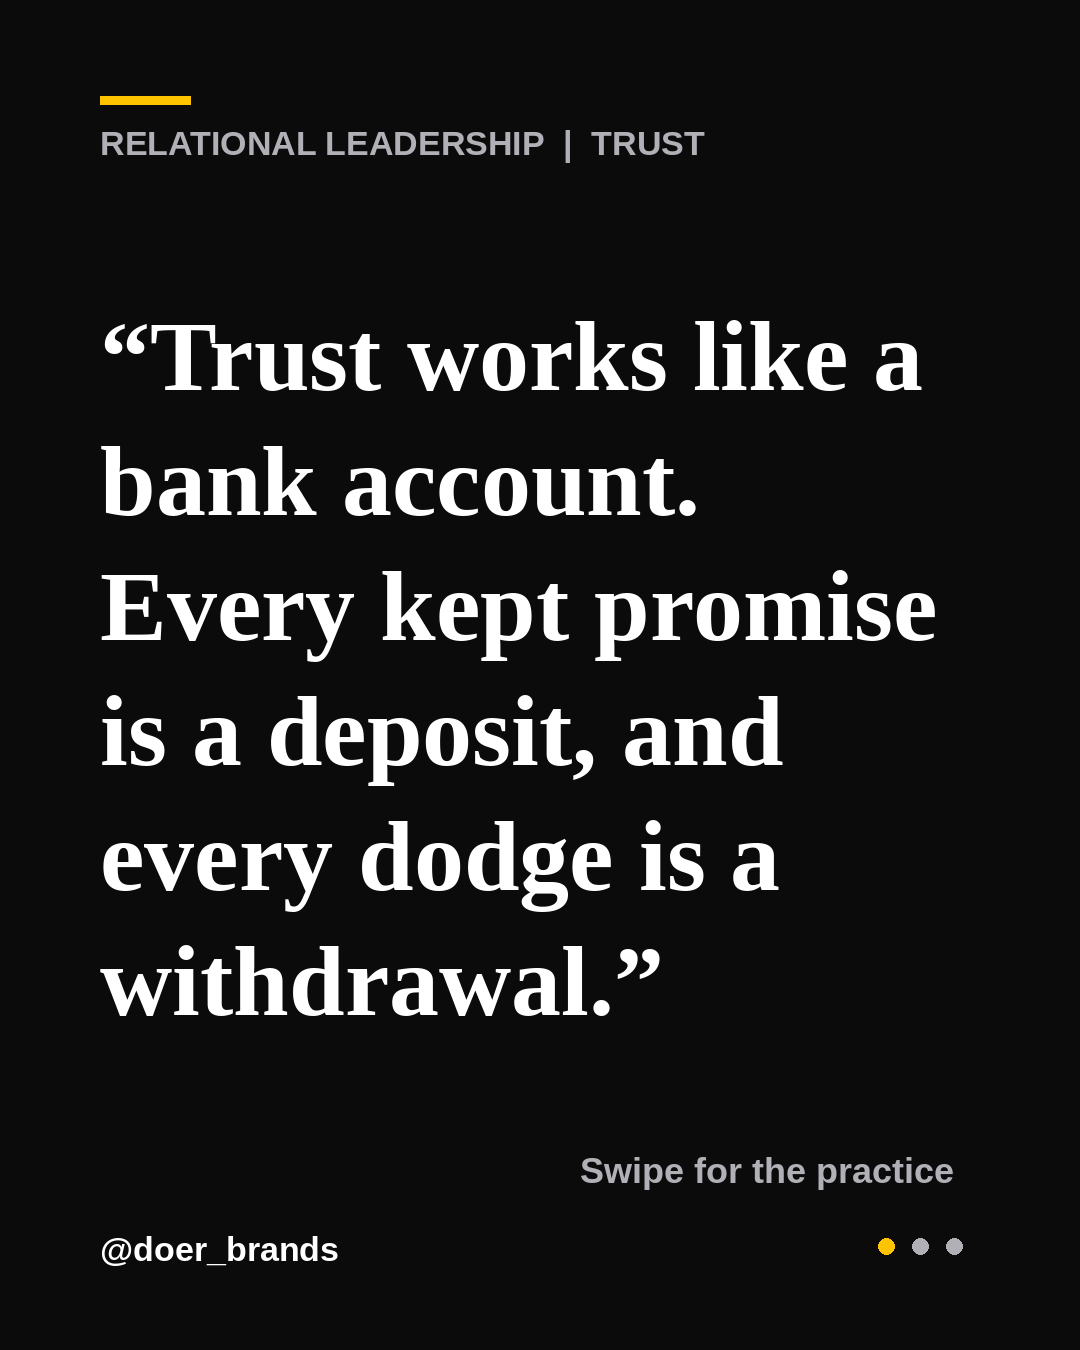 RELATIONAL LEADERSHIP | TRUST
“Trust works like a
bank account.
Every kept promise
is a deposit, and
every dodge is a
withdrawal.”
Swipe for the practice
@doer_brands